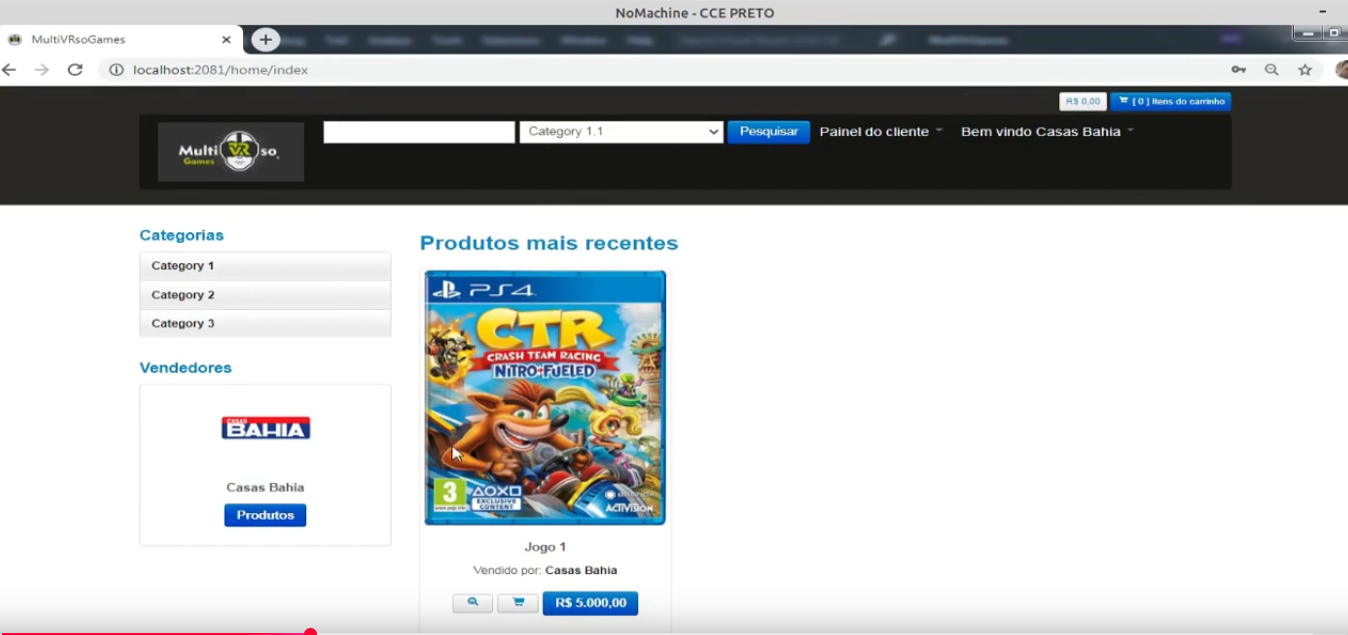 NoMachine - CCE PRETO
MultiVRsoGames
localhost:2081/home/index
R$ 0,00
[ 0 ] Itens do carrinho
Multi VR so
Games
Category 1.1
Pesquisar
Painel do cliente
Bem vindo Casas Bahia
Categorias
Category 1
Category 2
Category 3
Vendedores
CASAS
BAHIA
Casas Bahia
Produtos
Produtos mais recentes
PS4
CTR
CRASH TEAM RACING
NITRO-FUELED
3
EXCLUSIVE
CONTENT
ACTIVISION
Jogo 1
Vendido por: Casas Bahia
R$ 5.000,00